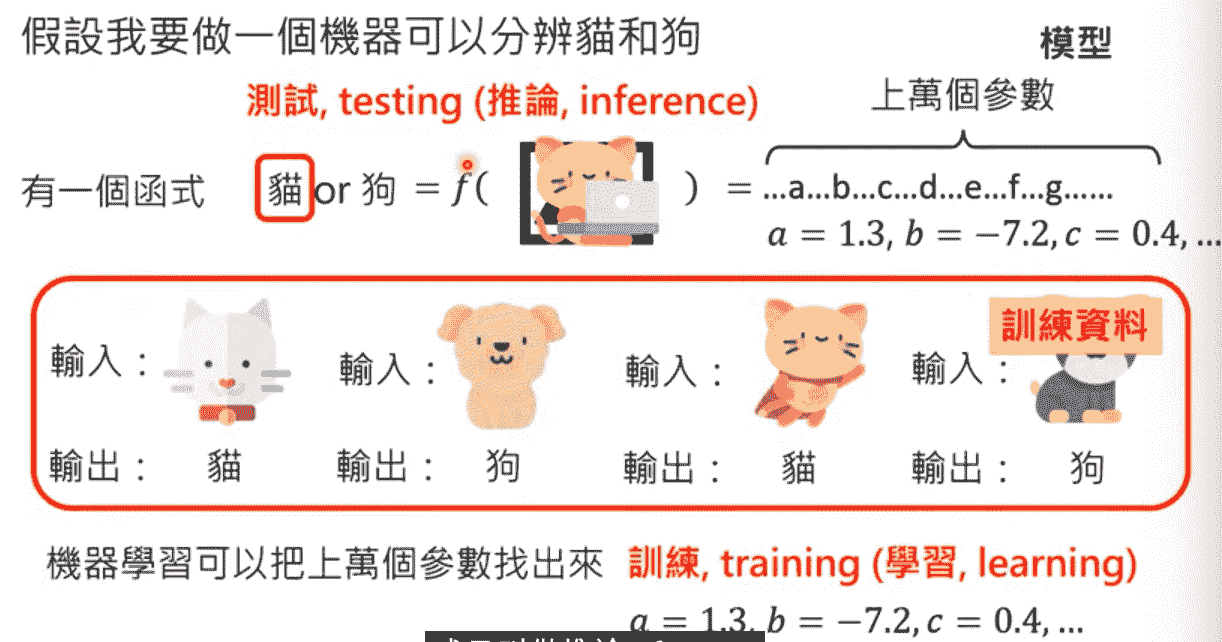 假設我要做一個機器可以分辨貓和狗
模型
測試, testing (推論, inference)
上萬個參數
有一個函式 貓 or 狗 = f( ) = ...a...b...c...d...e...f...g......
a = 1.3, b = −7.2, c = 0.4, ...
訓練資料
輸入： 輸入： 輸入： 輸入：
輸出： 貓 輸出： 狗 輸出： 貓 輸出： 狗
機器學習可以把上萬個參數找出來 訓練, training (學習, learning)
a = 1.3, b = −7.2, c = 0.4, ...